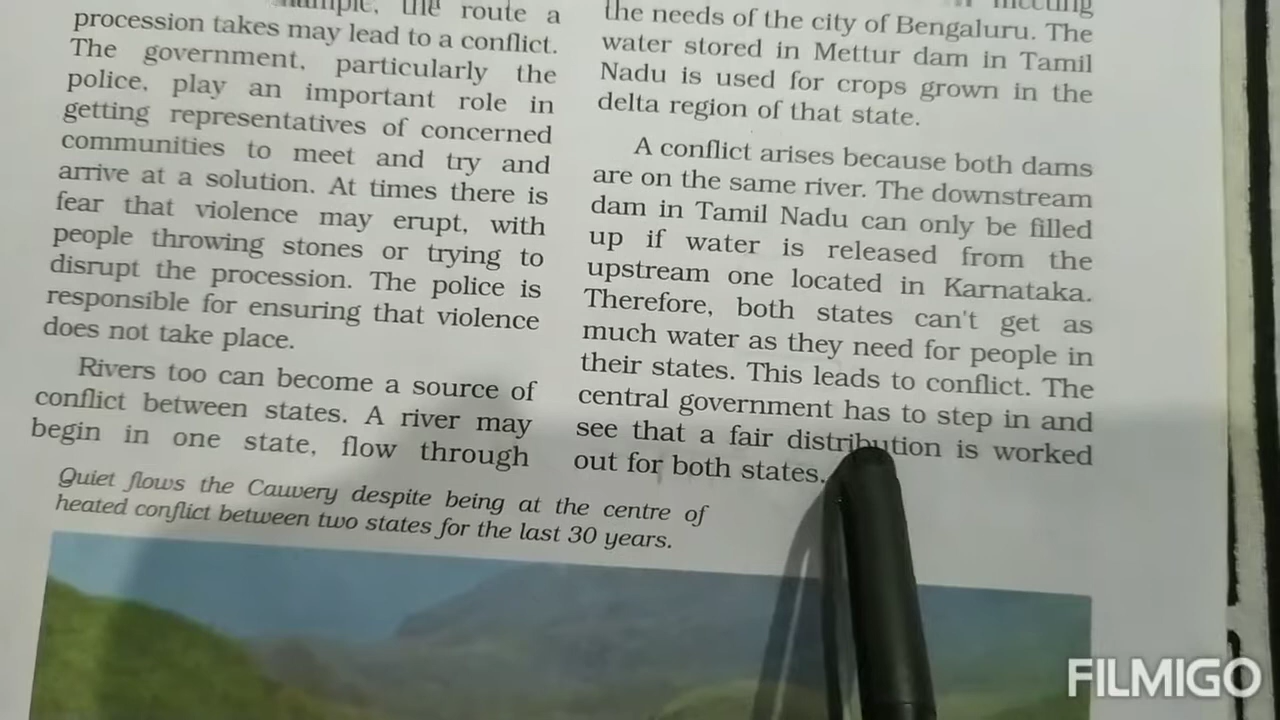 the route a
procession takes may lead to a conflict.
The government, particularly the
police, play an important role in
getting representatives of concerned
communities to meet and try and
arrive at a solution. At times there is
fear that violence may erupt, with
people throwing stones or trying to
disrupt the procession. The police is
responsible for ensuring that violence
does not take place.
Rivers too can become a source of
conflict between states. A river may
begin in one state, flow through
the needs of the city of Bengaluru. The
water stored in Mettur dam in Tamil
Nadu is used for crops grown in the
delta region of that state.
A conflict arises because both dams
are on the same river. The downstream
dam in Tamil Nadu can only be filled
up if water is released from the
upstream one located in Karnataka.
Therefore, both states can't get as
much water as they need for people in
their states. This leads to conflict. The
central government has to step in and
see that a fair distribution is worked
out for both states.
Quiet flows the Cauvery despite being at the centre of
heated conflict between two states for the last 30 years.
FILMIGO